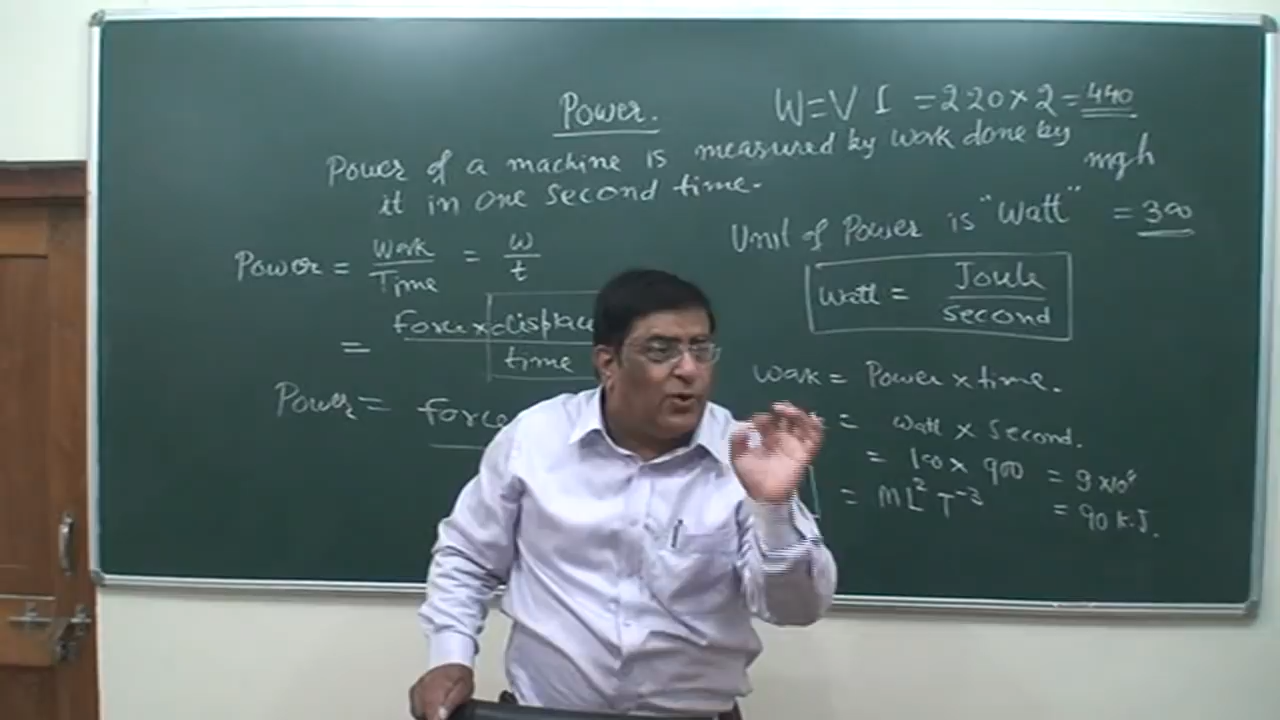 Power.
W = V I = 220 × 2 = 440
Power of a machine is measured by work done by
it in one second time.
mgh
= 300
Power = Work / Time = w / t
= force × displace
time
Power = force
Unit of Power is "Watt"
Watt = Joule / second
Work = Power × time.
= Watt × Second.
= 100 × 900 = 9 × 10⁴
= ML² T⁻³
= 90 K.J.